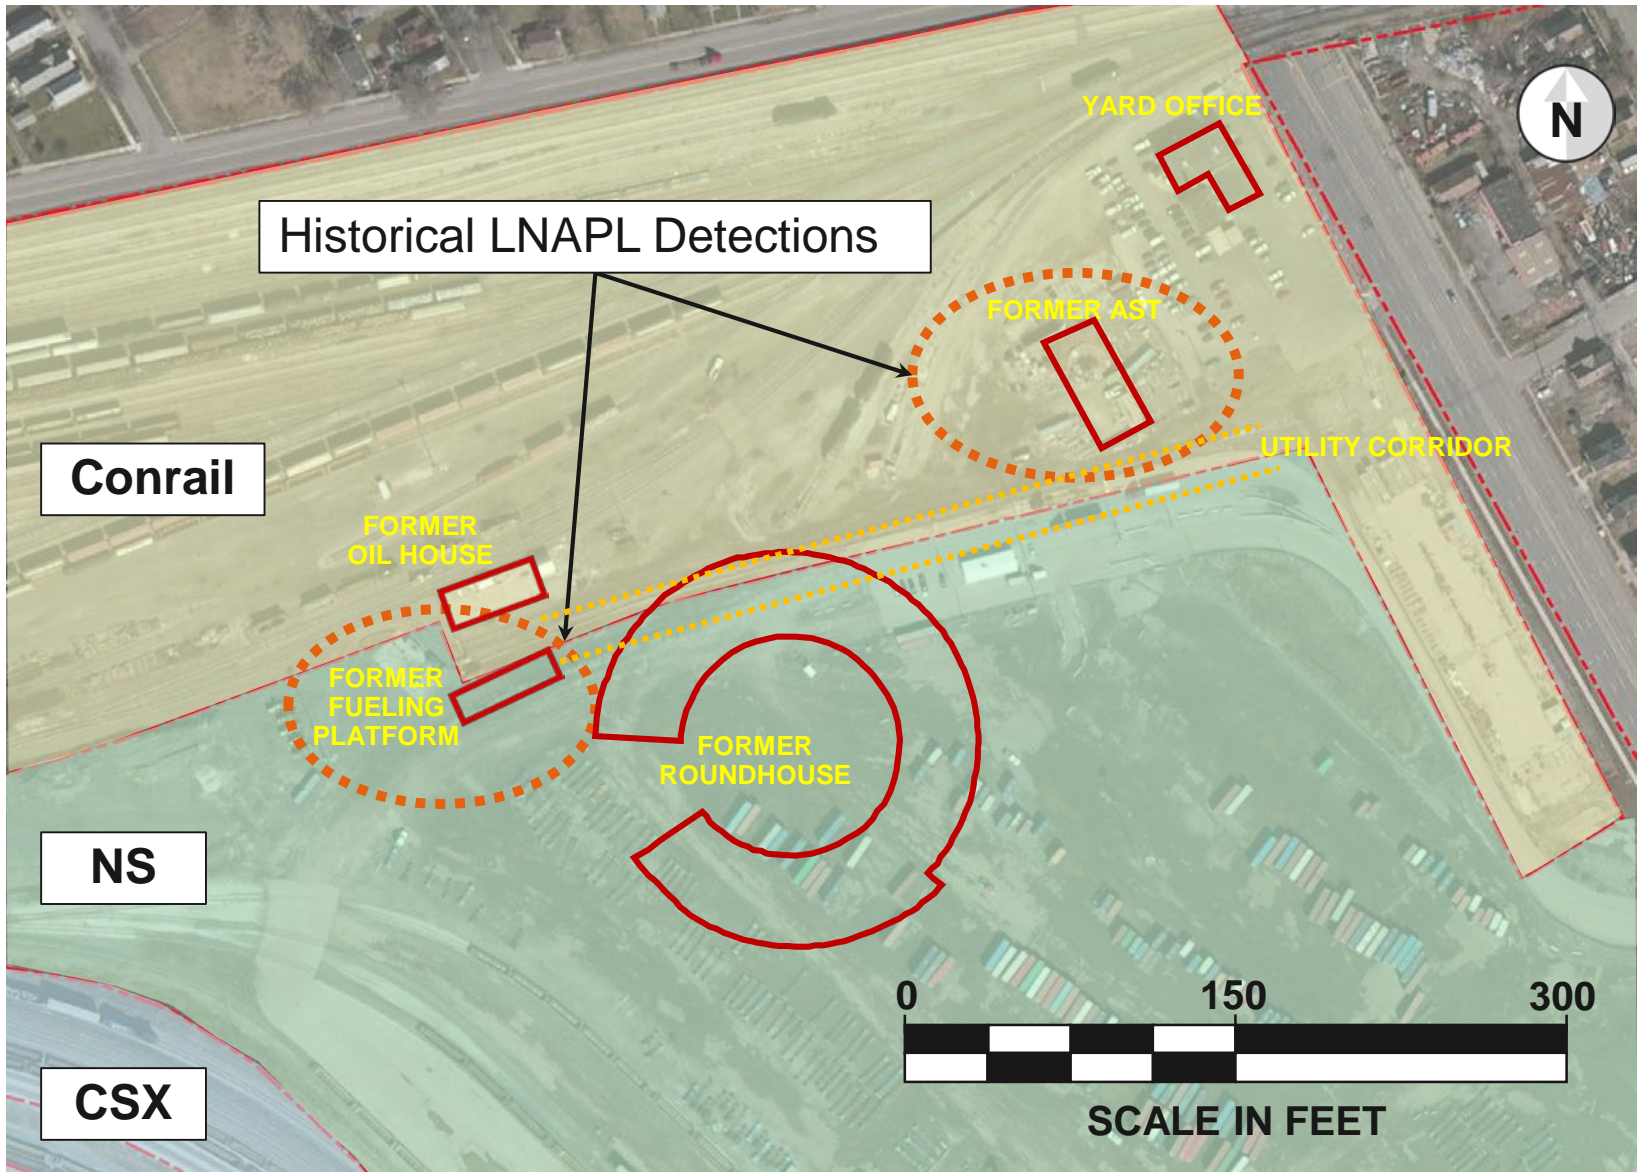 YARD OFFICE
N
Historical LNAPL Detections
FORMER AST
UTILITY CORRIDOR
Conrail
FORMER
OIL HOUSE
FORMER
FUELING
PLATFORM
FORMER
ROUNDHOUSE
NS
CSX
0 150 300
SCALE IN FEET